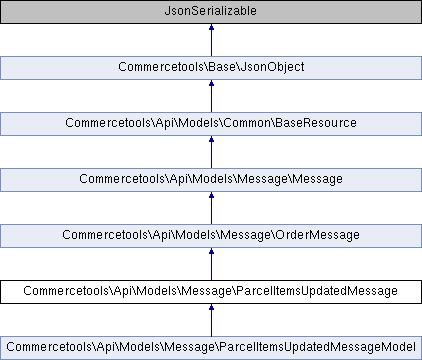 JsonSerializable
Commercetools\Base\JsonObject
Commercetools\Api\Models\Common\BaseResource
Commercetools\Api\Models\Message\Message
Commercetools\Api\Models\Message\OrderMessage
Commercetools\Api\Models\Message\ParcelItemsUpdatedMessage
Commercetools\Api\Models\Message\ParcelItemsUpdatedMessageModel